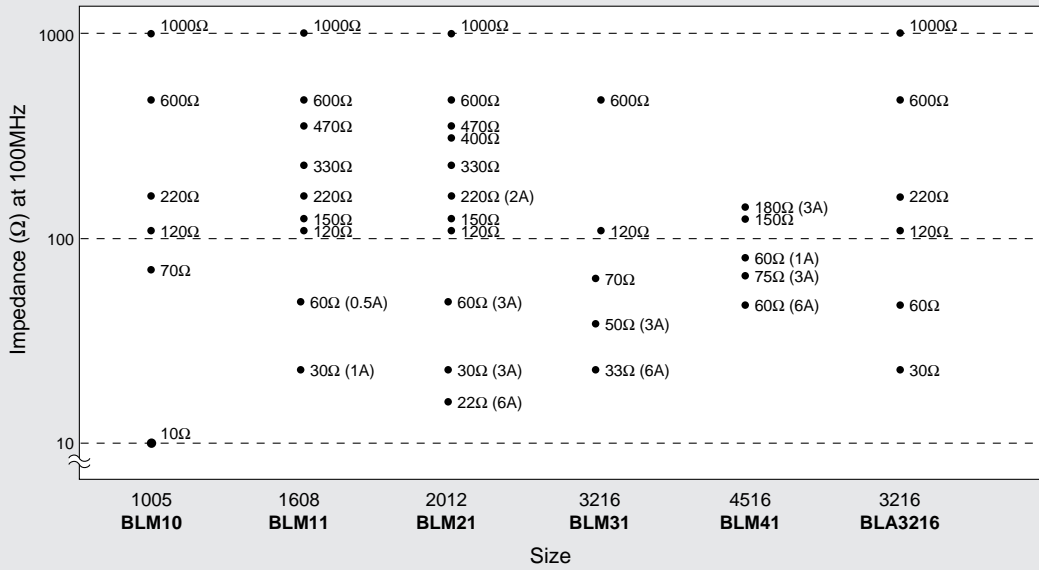 Impedance (Ω) at 100MHz
1000
1000Ω 1000Ω 1000Ω 1000Ω
600Ω 600Ω 600Ω 600Ω 600Ω
470Ω 470Ω
400Ω
330Ω 330Ω
220Ω 220Ω 220Ω (2A) 180Ω (3A) 220Ω
150Ω 150Ω 150Ω
120Ω 120Ω 120Ω 120Ω 120Ω
100
60Ω (1A)
70Ω 70Ω 75Ω (3A)
60Ω (0.5A) 60Ω (3A) 60Ω (6A) 60Ω
50Ω (3A)
30Ω (1A) 30Ω (3A) 33Ω (6A) 30Ω
22Ω (6A)
10Ω
10
1005 1608 2012 3216 4516 3216
BLM10 BLM11 BLM21 BLM31 BLM41 BLA3216
Size